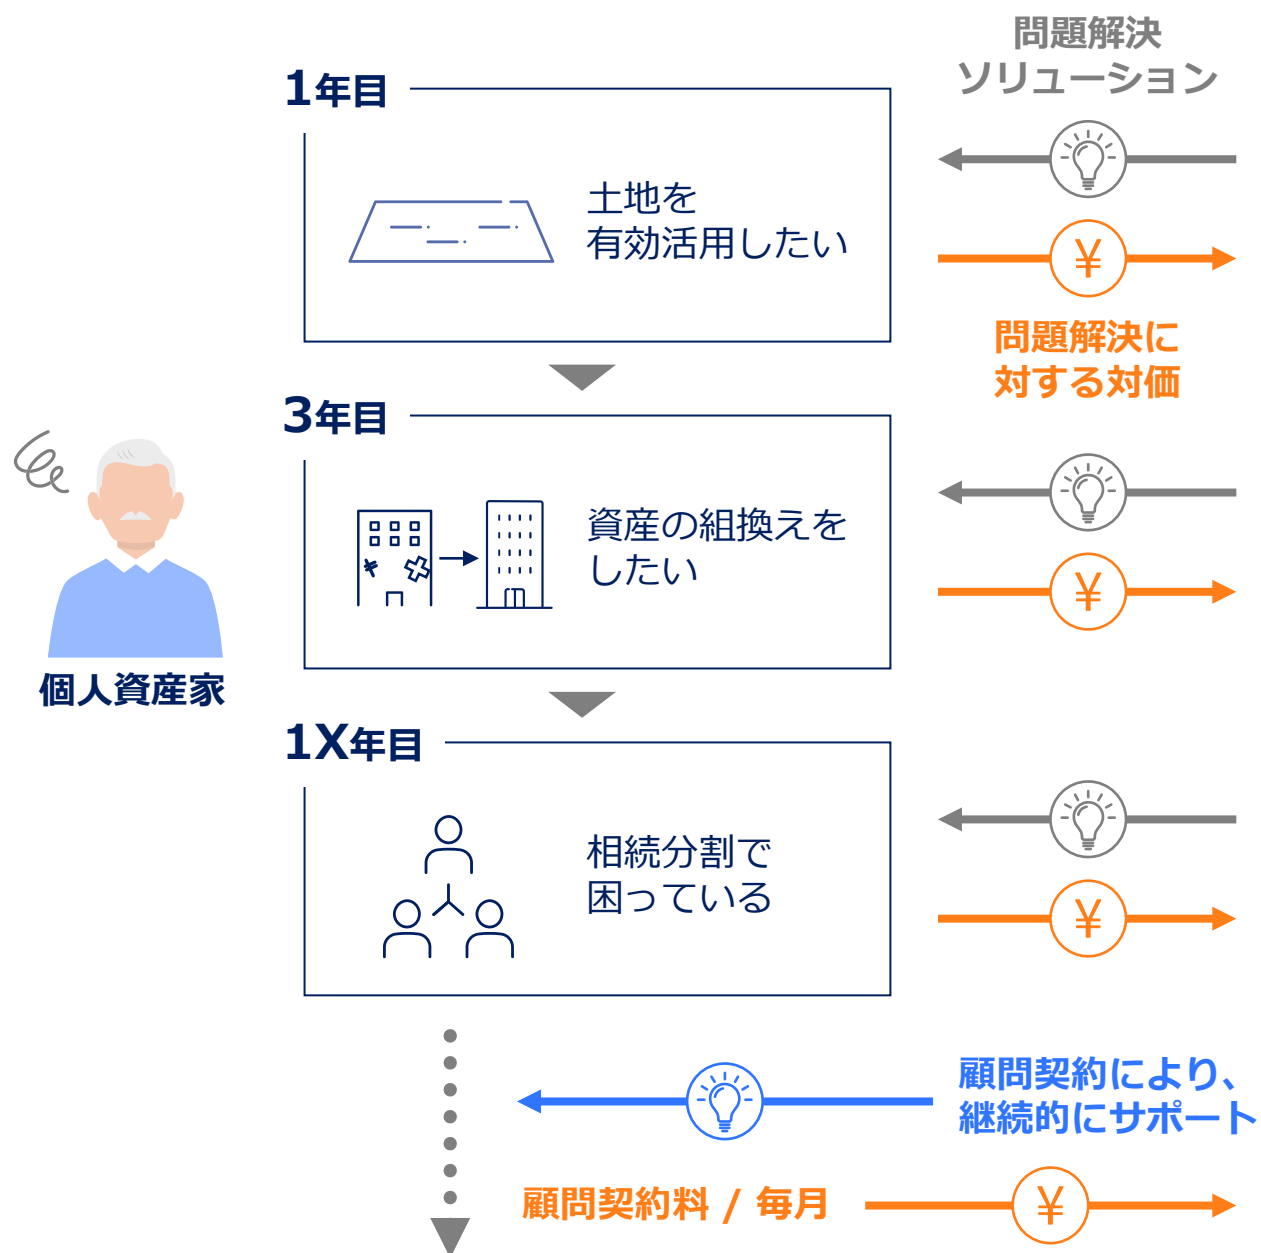 問題解決
ソリューション
1年目
土地を
有効活用したい
¥
問題解決に
対する対価
3年目
資産の組換えを
したい
¥
個人資産家
1X年目
相続分割で
困っている
¥
顧問契約により、
継続的にサポート
顧問契約料 / 毎月
¥